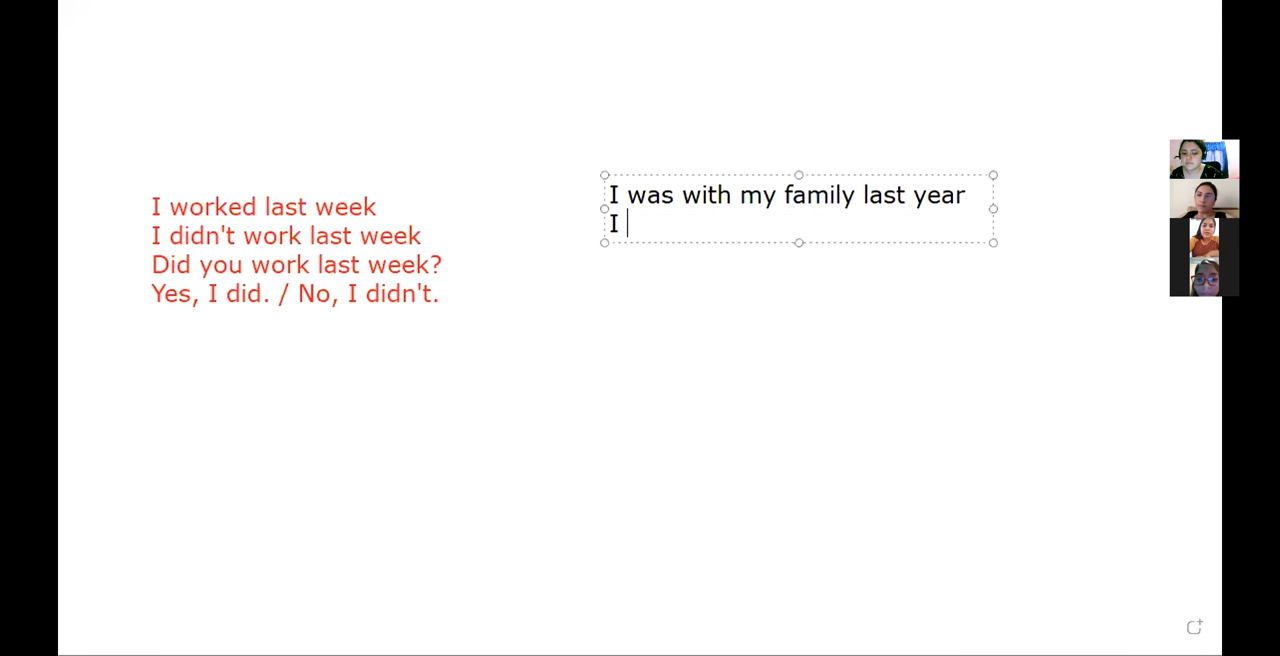 I worked last week
I didn't work last week
Did you work last week?
Yes, I did. / No, I didn't.
I was with my family last year
I